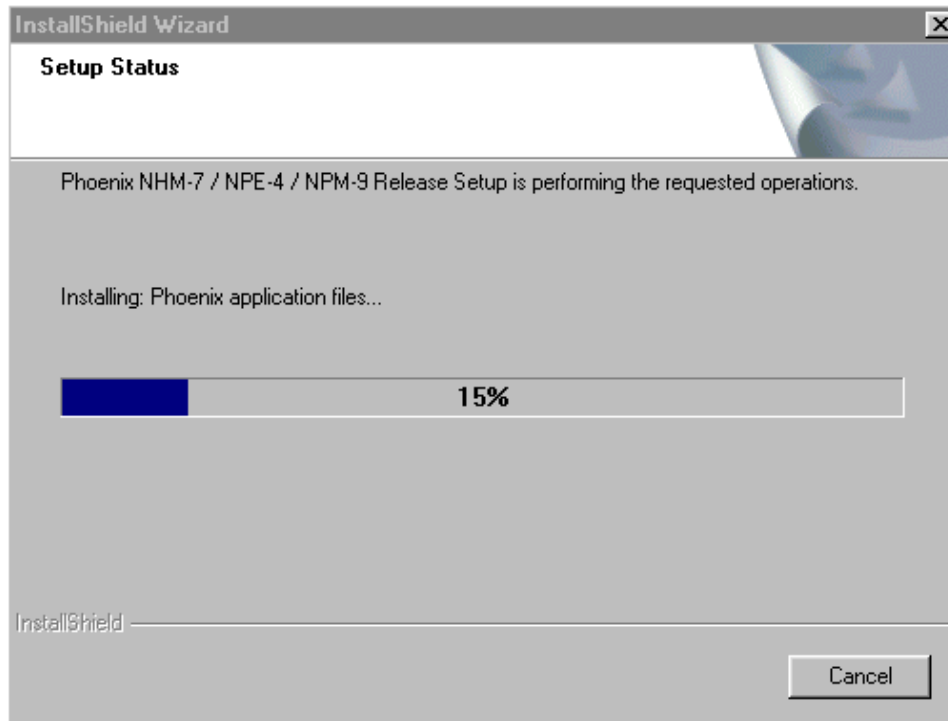 InstallShield Wizard
Setup Status
Phoenix NHM-7 / NPE-4 / NPM-9 Release Setup is performing the requested operations.
Installing: Phoenix application files...
15%
InstallShield
Cancel